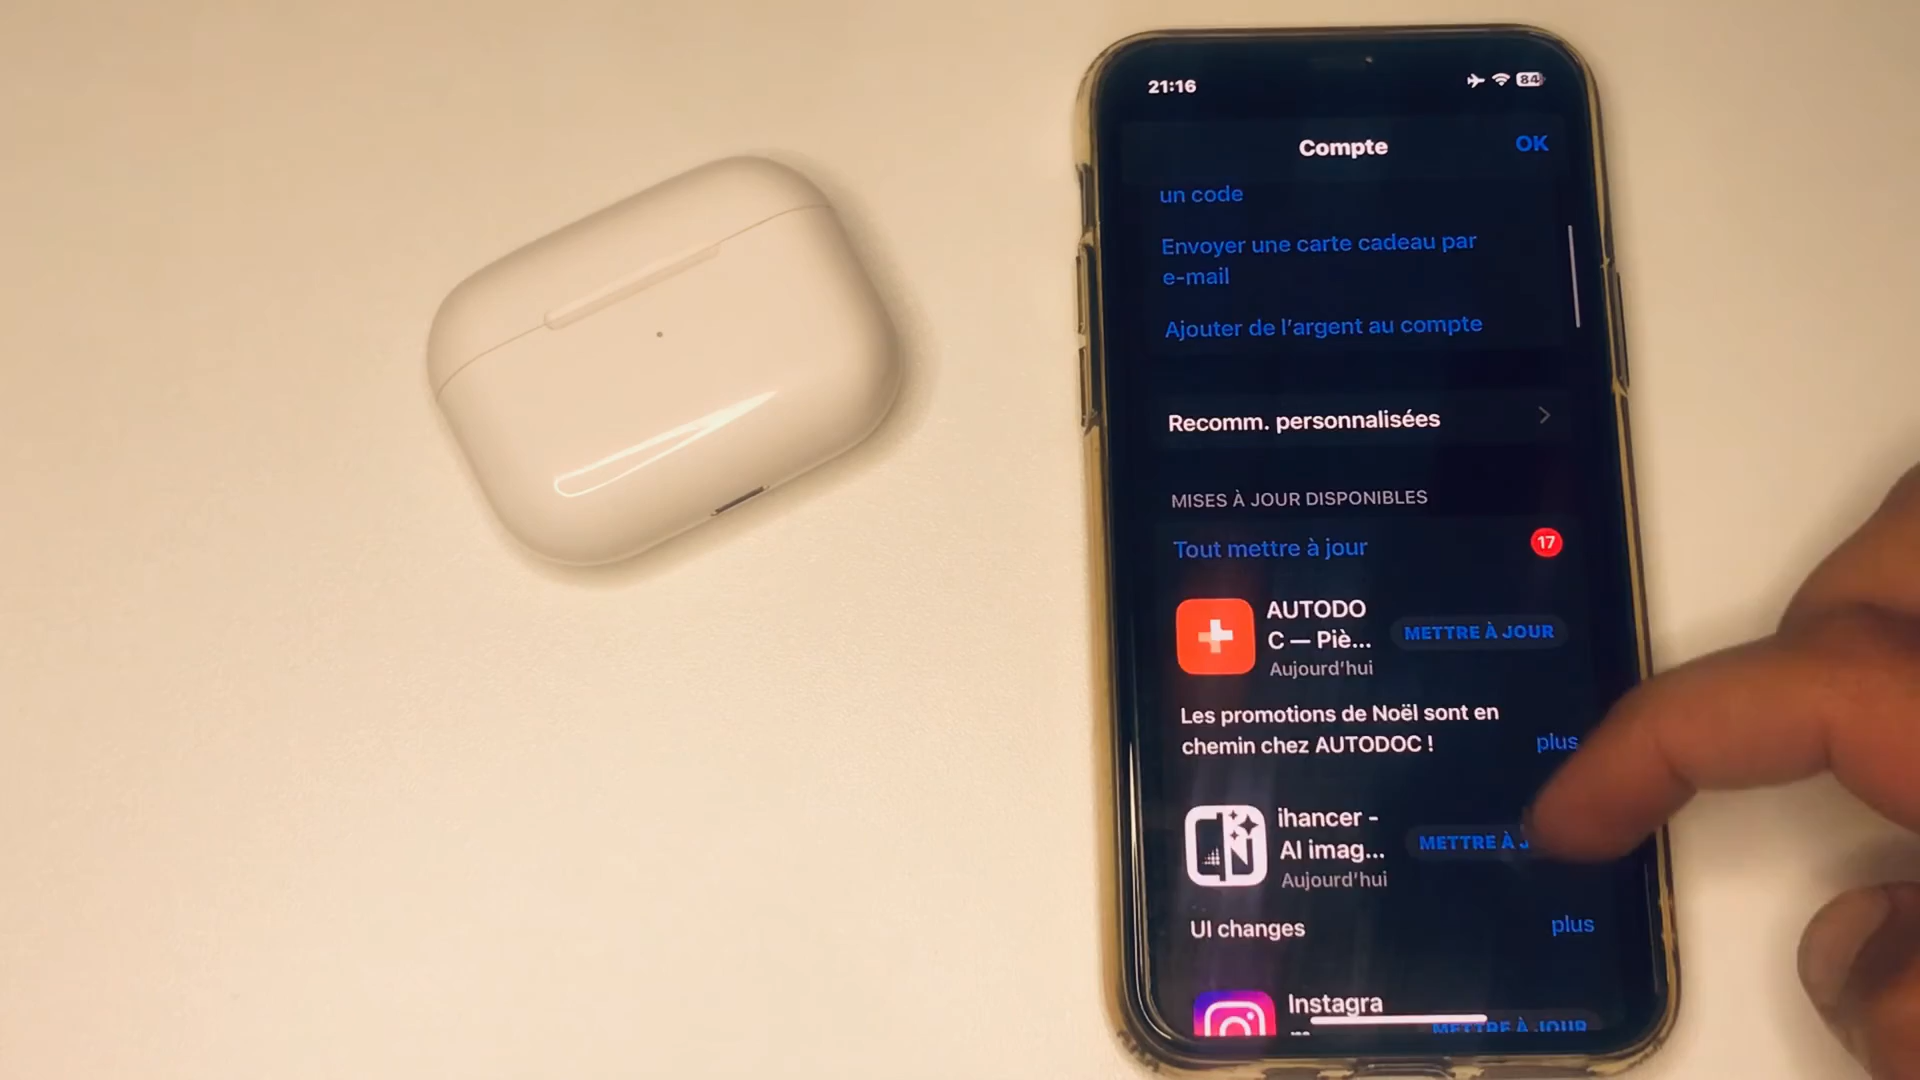 21:16
84
Compte
OK
un code
Envoyer une carte cadeau par
e-mail
Ajouter de l'argent au compte
Recomm. personnalisées
MISES À JOUR DISPONIBLES
Tout mettre à jour
17
AUTODO
C — Piè...
METTRE À JOUR
Aujourd'hui
Les promotions de Noël sont en
chemin chez AUTODOC !
plus
ihancer -
AI imag...
METTRE À J
Aujourd'hui
UI changes
plus
Instagra
METTRE À JOUR